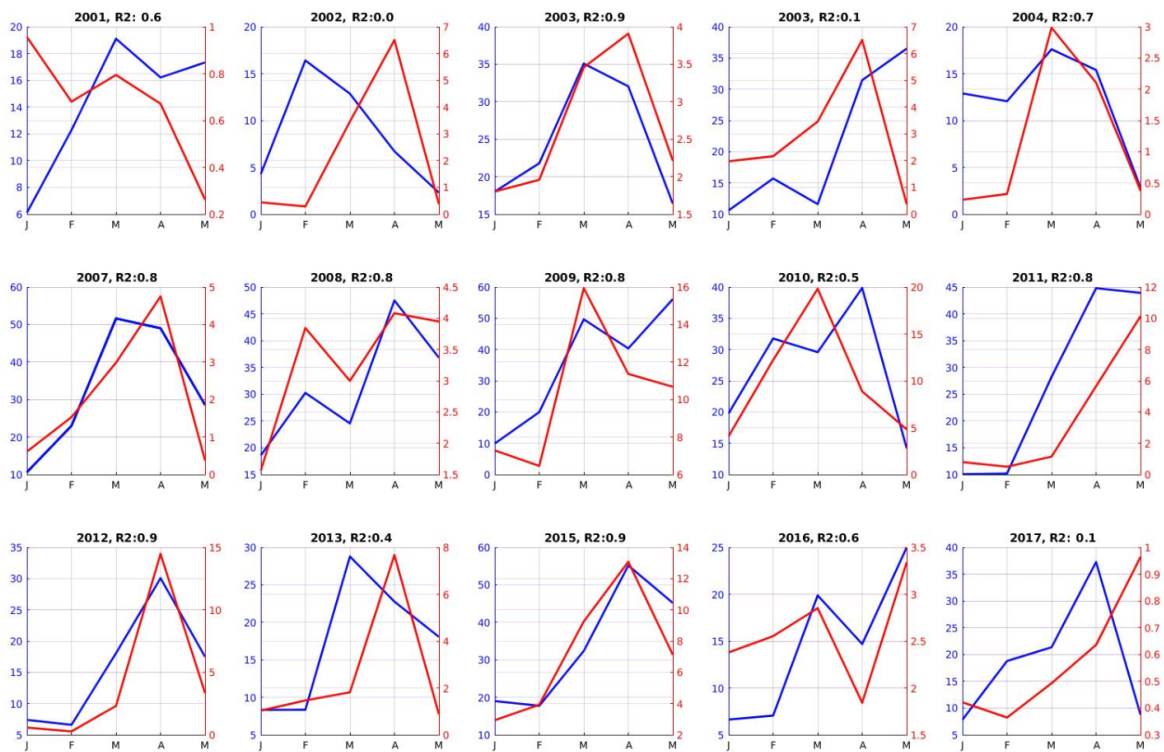 2001, R2: 0.6
20 18 16 14 12 10 8 6
1 0.8 0.6 0.4 0.2
J F M A M
2002, R2:0.0
20 15 10 5 0
7 6 5 4 3 2 1 0
J F M A M
2003, R2:0.9
40 35 30 25 20 15
4 3.5 3 2.5 2 1.5
J F M A M
2003, R2:0.1
40 35 30 25 20 15 10
7 6 5 4 3 2 1 0
J F M A M
2004, R2:0.7
20 15 10 5 0
3 2.5 2 1.5 1 0.5 0
J F M A M
2007, R2:0.8
60 50 40 30 20 10
5 4 3 2 1 0
J F M A M
2008, R2:0.8
50 45 40 35 30 25 20 15
4.5 4 3.5 3 2.5 2 1.5
J F M A M
2009, R2:0.8
60 50 40 30 20 10 0
16 14 12 10 8 6
J F M A M
2010, R2:0.5
40 35 30 25 20 15 10
20 15 10 5 0
J F M A M
2011, R2:0.8
45 40 35 30 25 20 15 10
12 10 8 6 4 2 0
J F M A M
2012, R2:0.9
35 30 25 20 15 10 5
15 10 5 0
J F M A M
2013, R2:0.4
30 25 20 15 10 5
8 6 4 2 0
J F M A M
2015, R2:0.9
60 50 40 30 20 10
14 12 10 8 6 4 2
J F M A M
2016, R2:0.6
25 20 15 10 5
3.5 3 2.5 2 1.5
J F M A M
2017, R2: 0.1
40 35 30 25 20 15 10 5
1 0.9 0.8 0.7 0.6 0.5 0.4 0.3
J F M A M